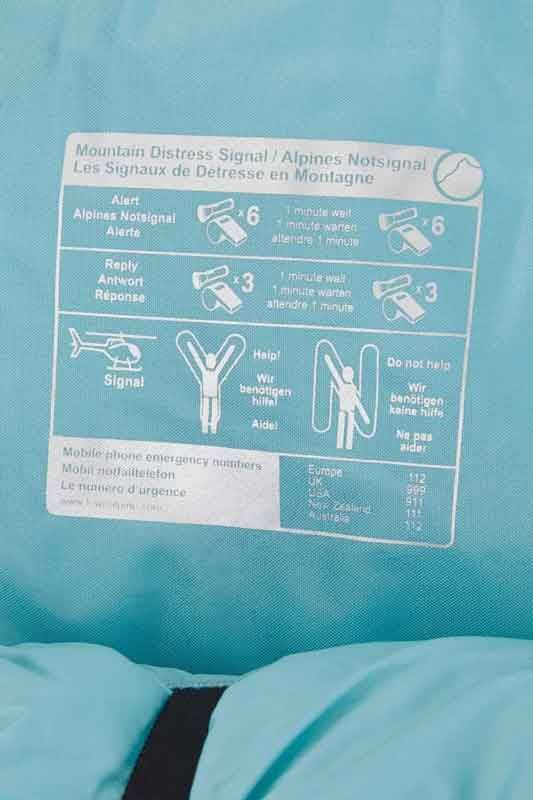 Mountain Distress Signal / Alpines Notsignal
Les Signaux de Détresse en Montagne
Alert
Alpines Notsignal
Alerte
x6
1 minute wait
1 minute warten
attendre 1 minute
x6
Reply
Antwort
Réponse
x3
1 minute wait
1 minute warten
attendre 1 minute
x3
Signal
Help!
Wir
benötigen
hilfe!
Aide!
Do not help
Wir
benötigen
keine hilfe
Ne pas
aider
Mobile phone emergency numbers
Mobil notfalltelefon
Le numero d'urgence
Europe 112
UK 999
USA 911
New Zealand 111
Australia 112